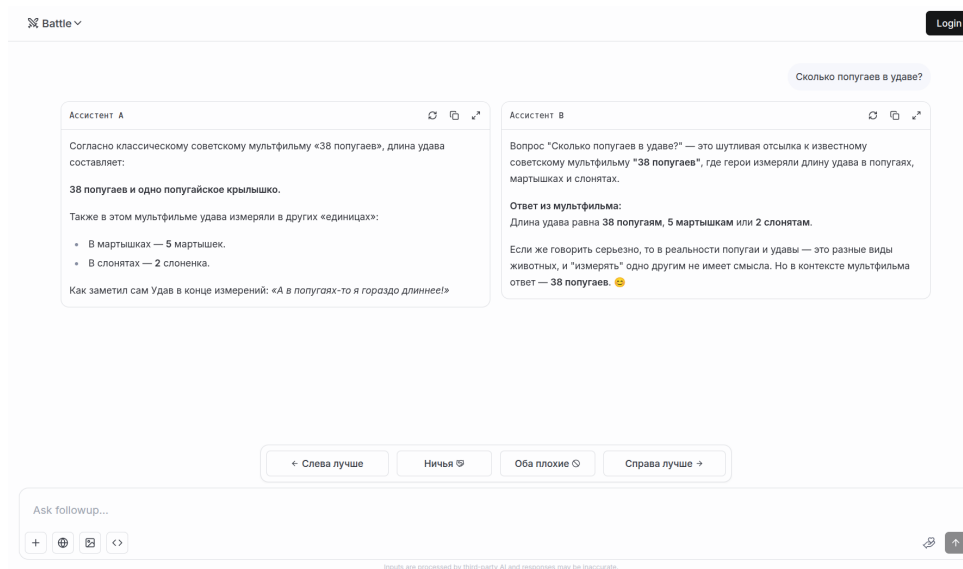 Battle
Login
Сколько попугаев в удаве?
Ассистент A
Согласно классическому советскому мультфильму «38 попугаев», длина удава
составляет:
38 попугаев и одно попугайское крылышко.
Также в этом мультфильме удава измеряли в других «единицах»:
• В мартышках — 5 мартышек.
• В слонятах — 2 слоненка.
Как заметил сам Удав в конце измерений: «А в попугаях-то я гораздо длиннее!»
Ассистент B
Вопрос "Сколько попугаев в удаве?" — это шутливая отсылка к известному
советскому мультфильму "38 попугаев", где герои измеряли длину удава в попугаях,
мартышках и слонятах.
Ответ из мультфильма:
Длина удава равна 38 попугаям, 5 мартышкам или 2 слонятам.
Если же говорить серьезно, то в реальности попугаи и удавы — это разные виды
животных, и "измерять" одно другим не имеет смысла. Но в контексте мультфильма
ответ — 38 попугаев. 😊
← Слева лучше
Ничья
Оба плохие
Справа лучше →
Ask followup...
Inputs are processed by third-party AI and responses may be inaccurate.